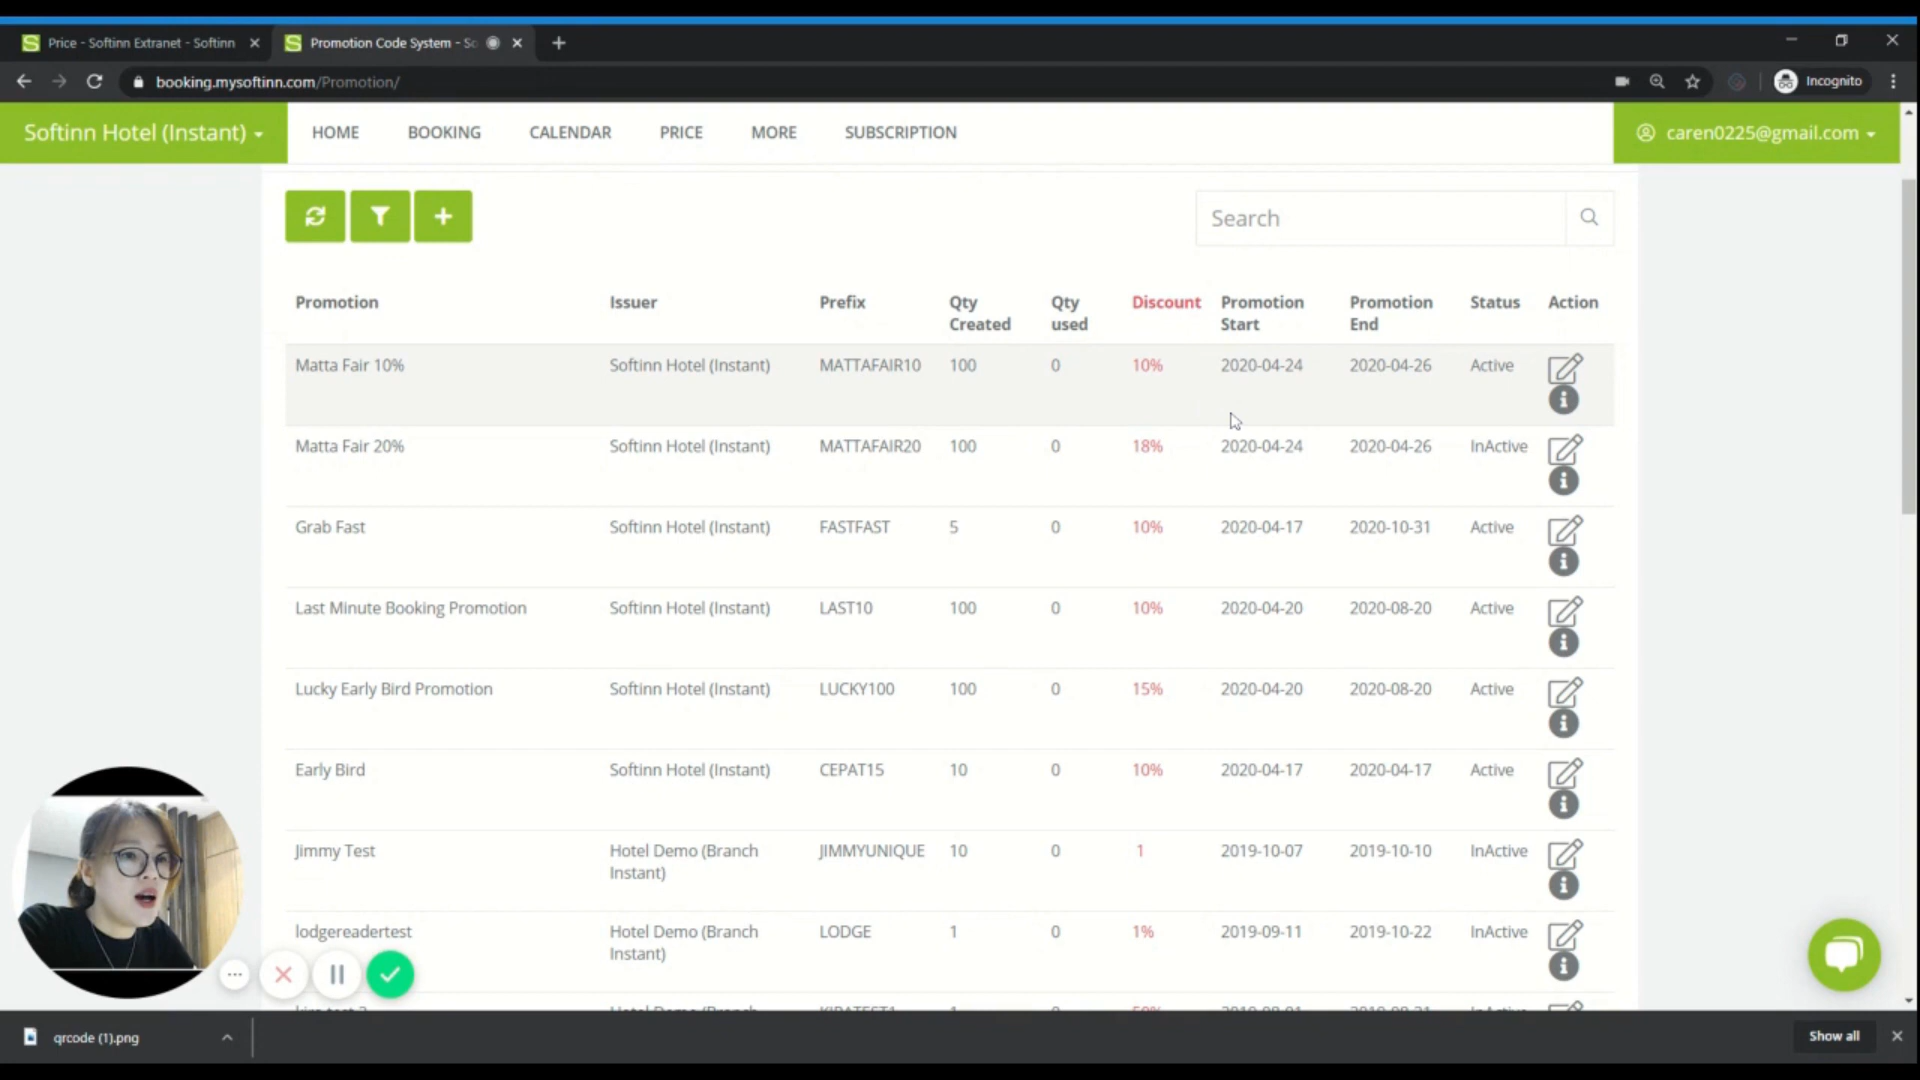 Price - Softinn Extranet - Softinn
Promotion Code System - So
booking.mysoftinn.com/Promotion/
Incognito
Softinn Hotel (Instant)
HOME
BOOKING
CALENDAR
PRICE
MORE
SUBSCRIPTION
caren0225@gmail.com
Search
Promotion Issuer Prefix Qty Created Qty used Discount Promotion Start Promotion End Status Action
Matta Fair 10% Softinn Hotel (Instant) MATTAFAIR10 100 0 10% 2020-04-24 2020-04-26 Active
Matta Fair 20% Softinn Hotel (Instant) MATTAFAIR20 100 0 18% 2020-04-24 2020-04-26 InActive
Grab Fast Softinn Hotel (Instant) FASTFAST 5 0 10% 2020-04-17 2020-10-31 Active
Last Minute Booking Promotion Softinn Hotel (Instant) LAST10 100 0 10% 2020-04-20 2020-08-20 Active
Lucky Early Bird Promotion Softinn Hotel (Instant) LUCKY100 100 0 15% 2020-04-20 2020-08-20 Active
Early Bird Softinn Hotel (Instant) CEPAT15 10 0 10% 2020-04-17 2020-04-17 Active
Jimmy Test Hotel Demo (Branch Instant) JIMMYUNIQUE 10 0 1 2019-10-07 2019-10-10 InActive
lodgereadertest Hotel Demo (Branch Instant) LODGE 1 0 1% 2019-09-11 2019-10-22 InActive
qrcode (1).png
Show all